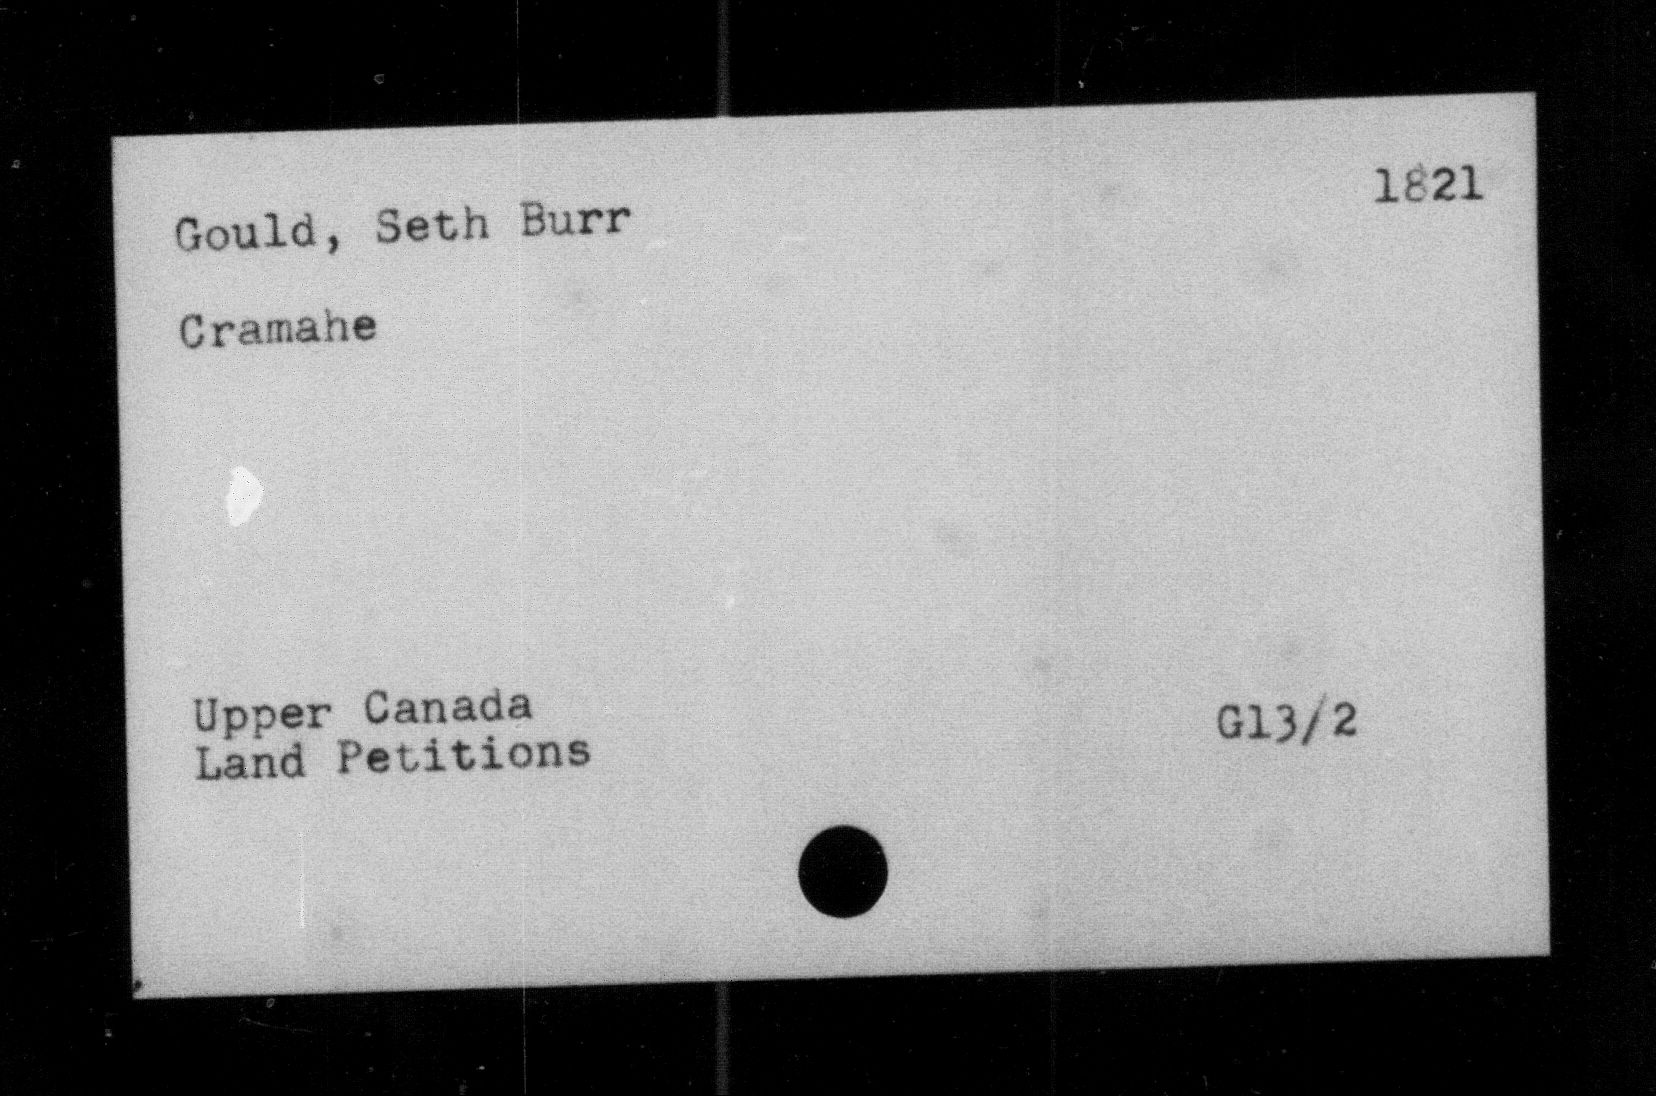 1821
Gould, Seth Burr
Cramahe
Upper Canada
Land Petitions
G13/2